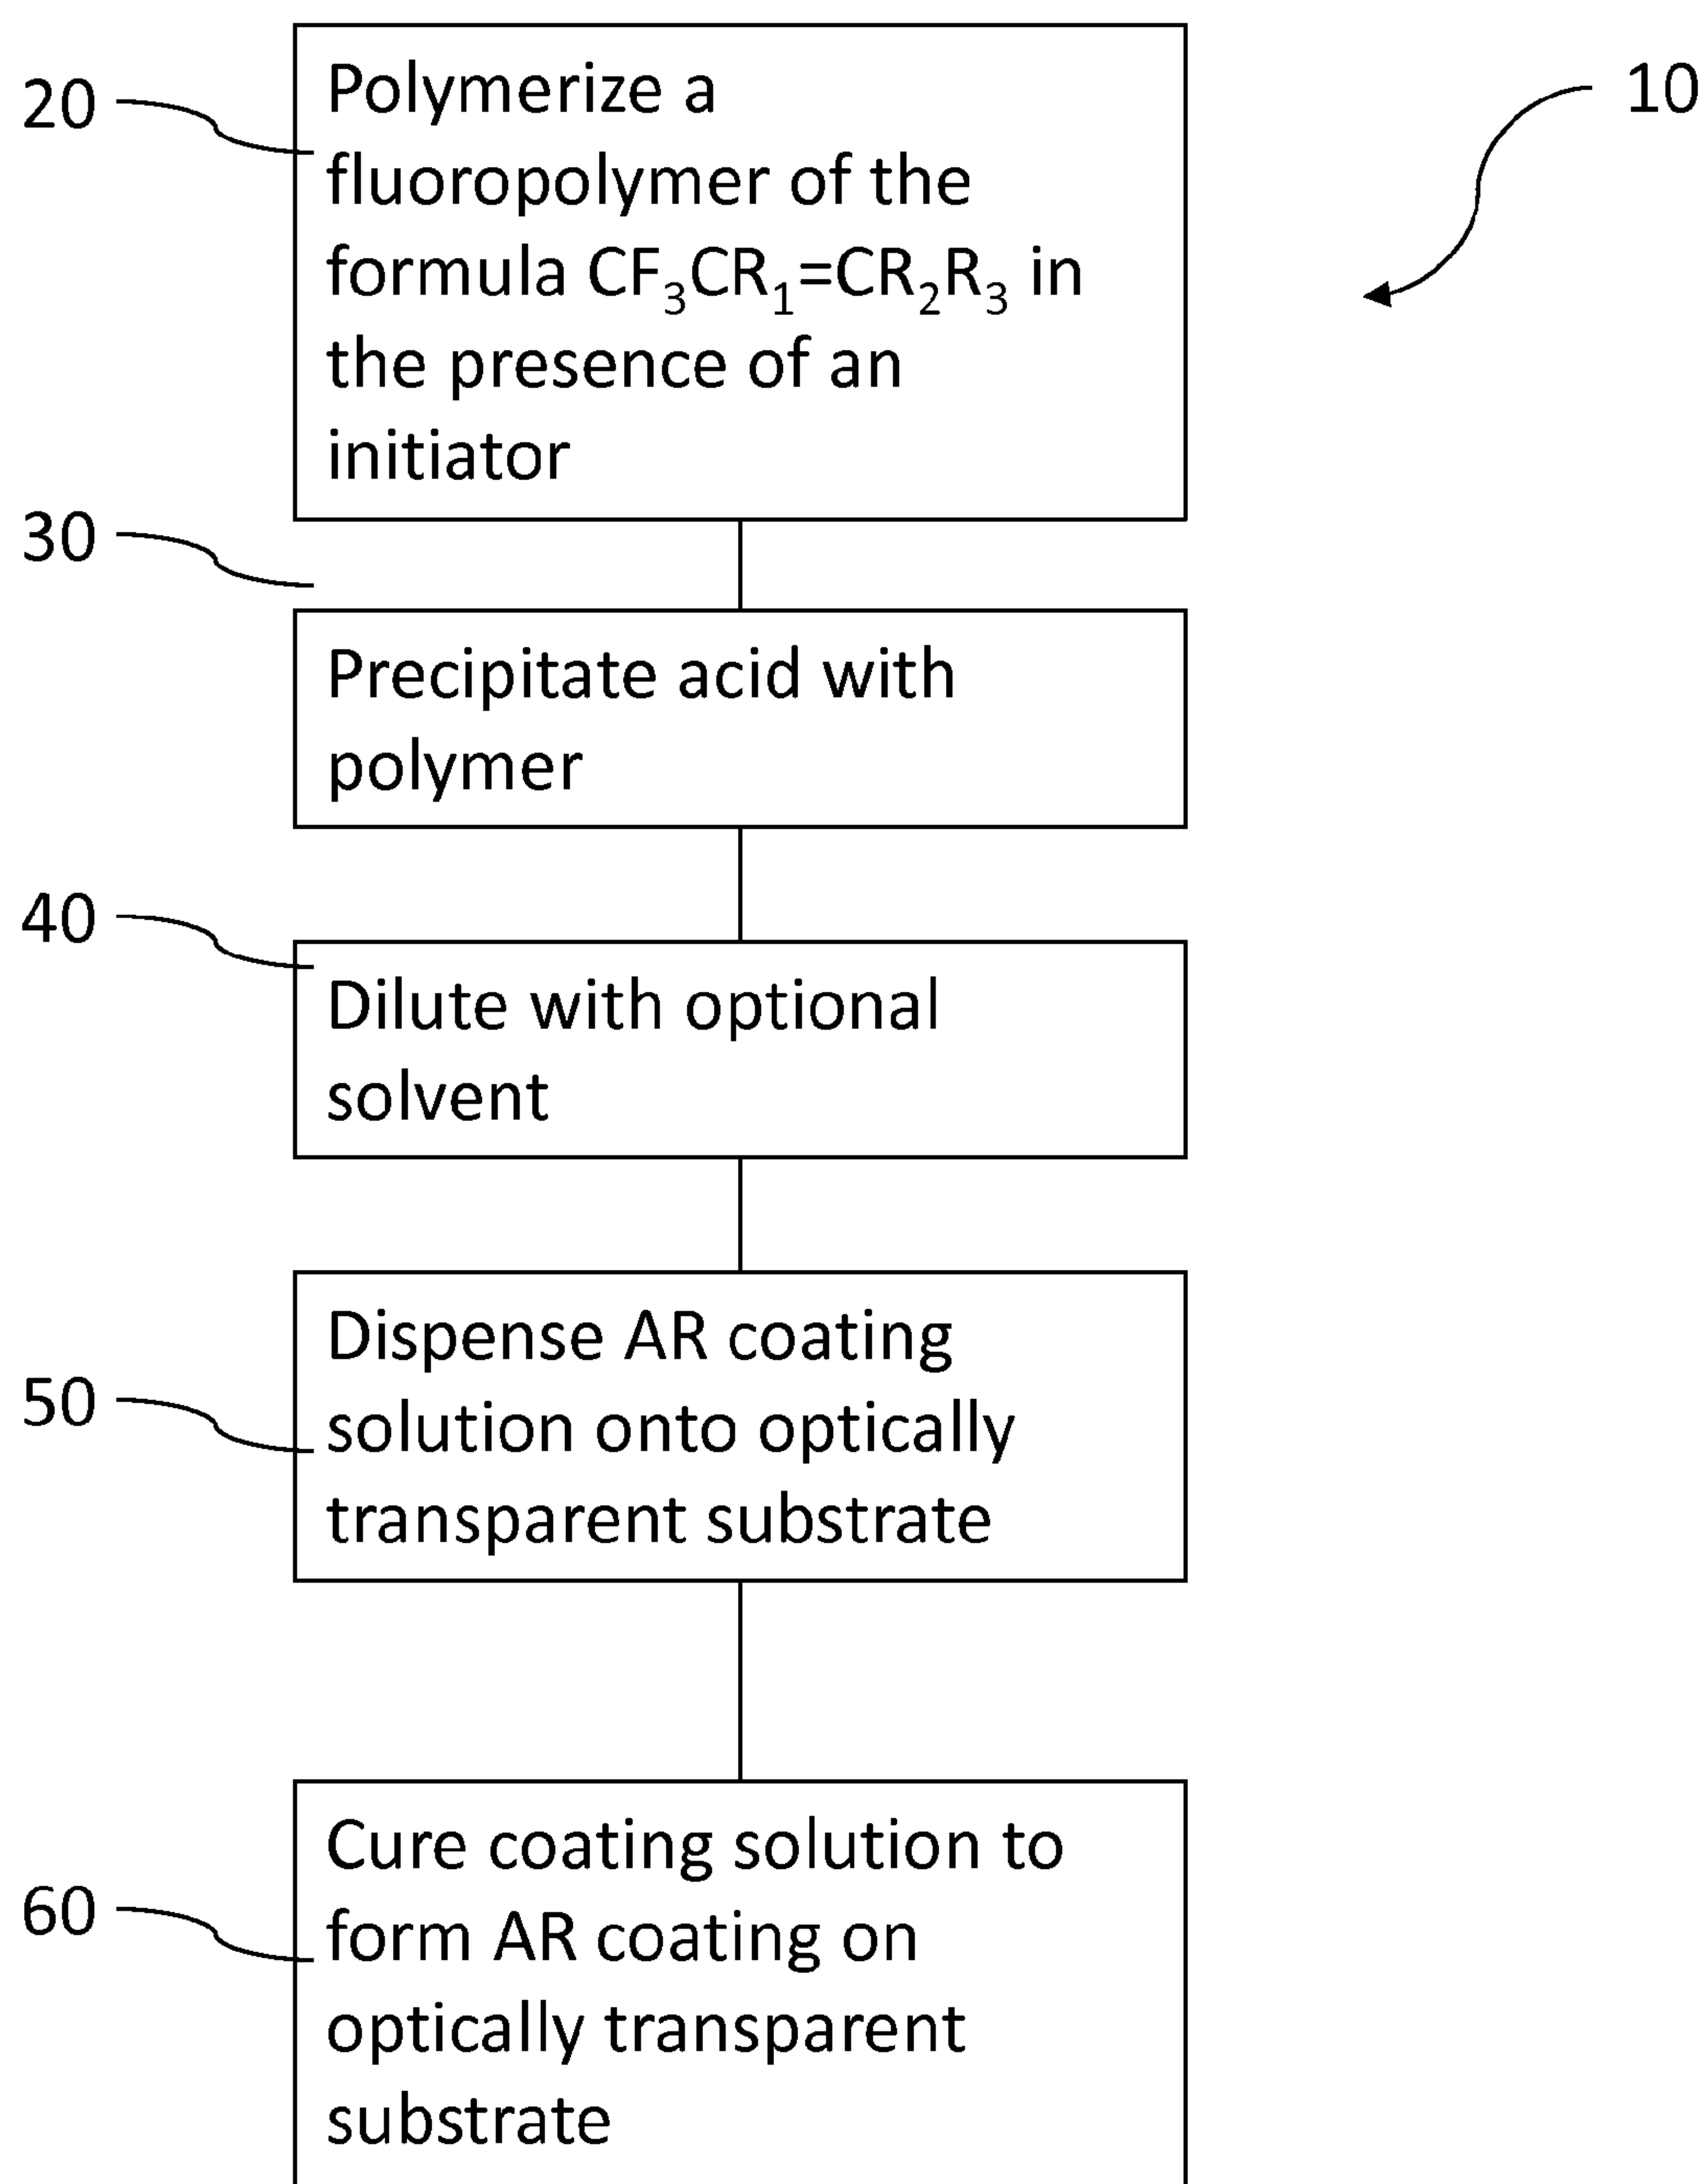 10
20
Polymerize a
fluoropolymer of the
formula CF₃CR₁=CR₂R₃ in
the presence of an
initiator
30
Precipitate acid with
polymer
40
Dilute with optional
solvent
50
Dispense AR coating
solution onto optically
transparent substrate
60
Cure coating solution to
form AR coating on
optically transparent
substrate